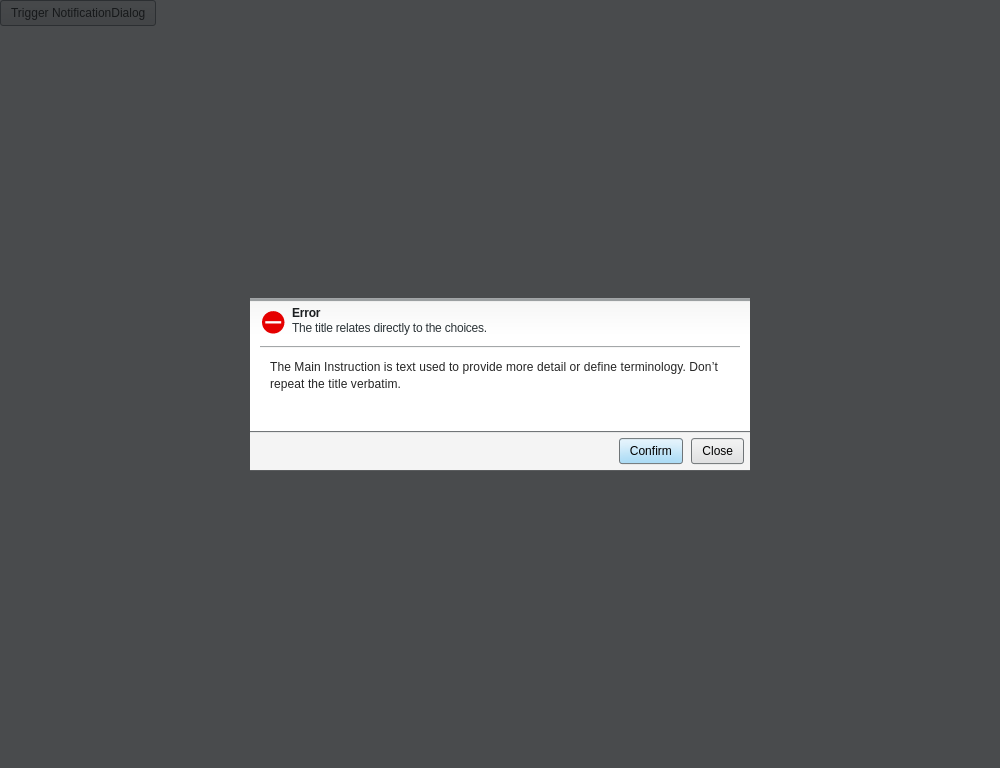 Trigger NotificationDialog
Error
The title relates directly to the choices.
The Main Instruction is text used to provide more detail or define terminology. Don’t
repeat the title verbatim.
Confirm
Close